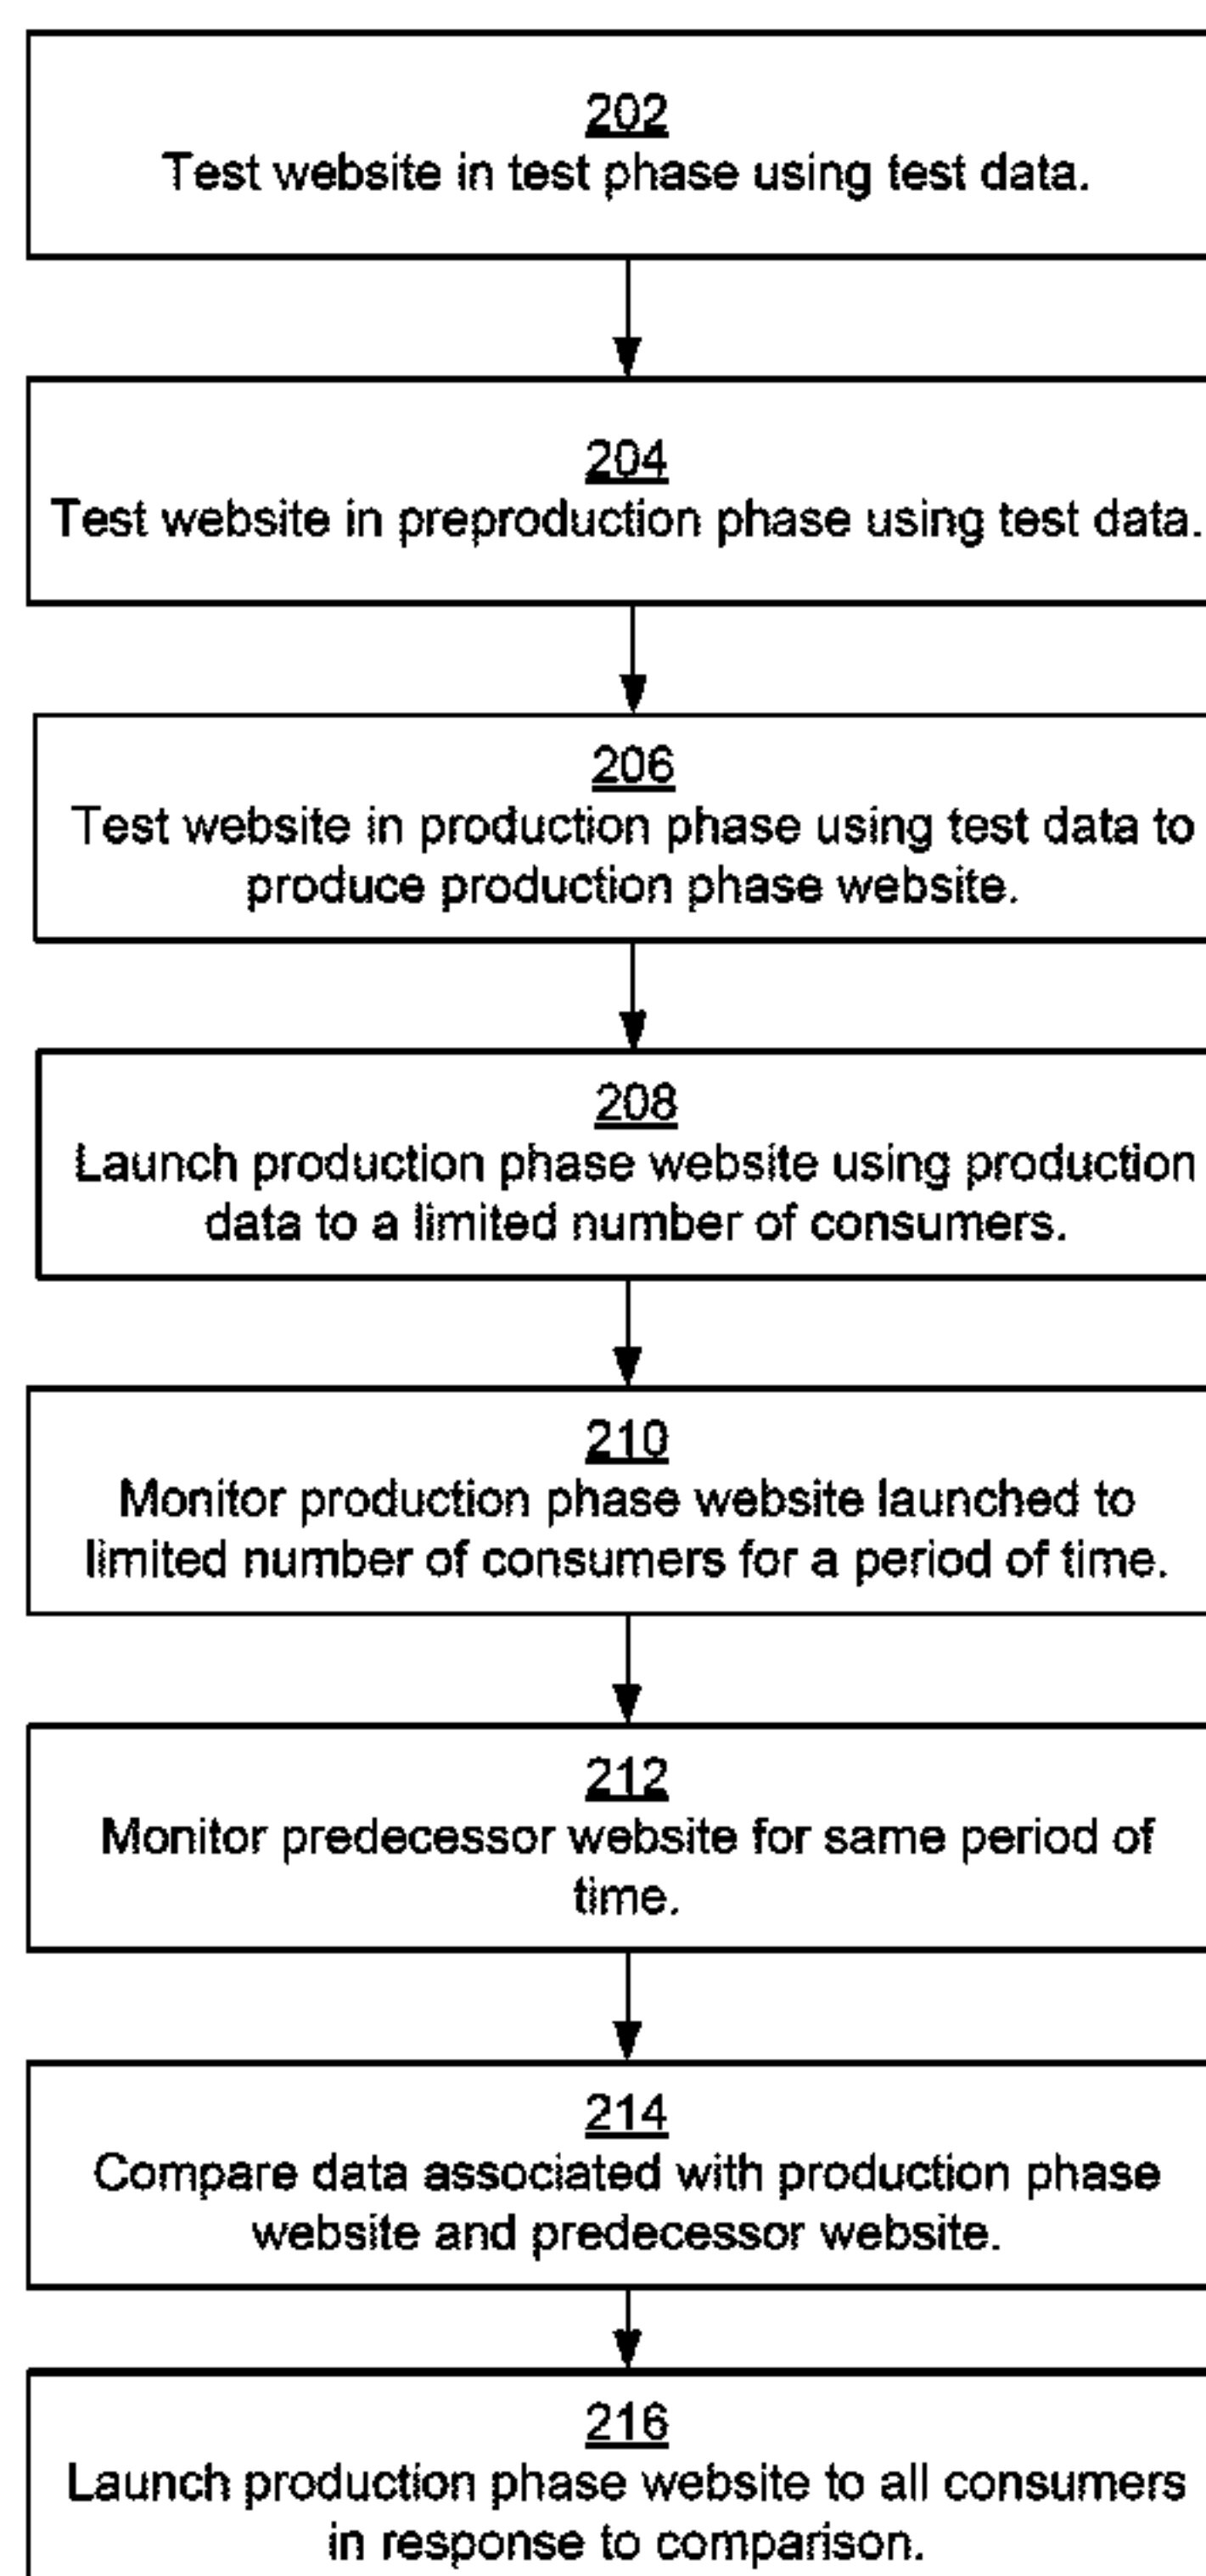 202
Test website in test phase using test data.
204
Test website in preproduction phase using test data.
206
Test website in production phase using test data to
produce production phase website.
208
Launch production phase website using production
data to a limited number of consumers.
210
Monitor production phase website launched to
limited number of consumers for a period of time.
212
Monitor predecessor website for same period of
time.
214
Compare data associated with production phase
website and predecessor website.
216
Launch production phase website to all consumers
in response to comparison.